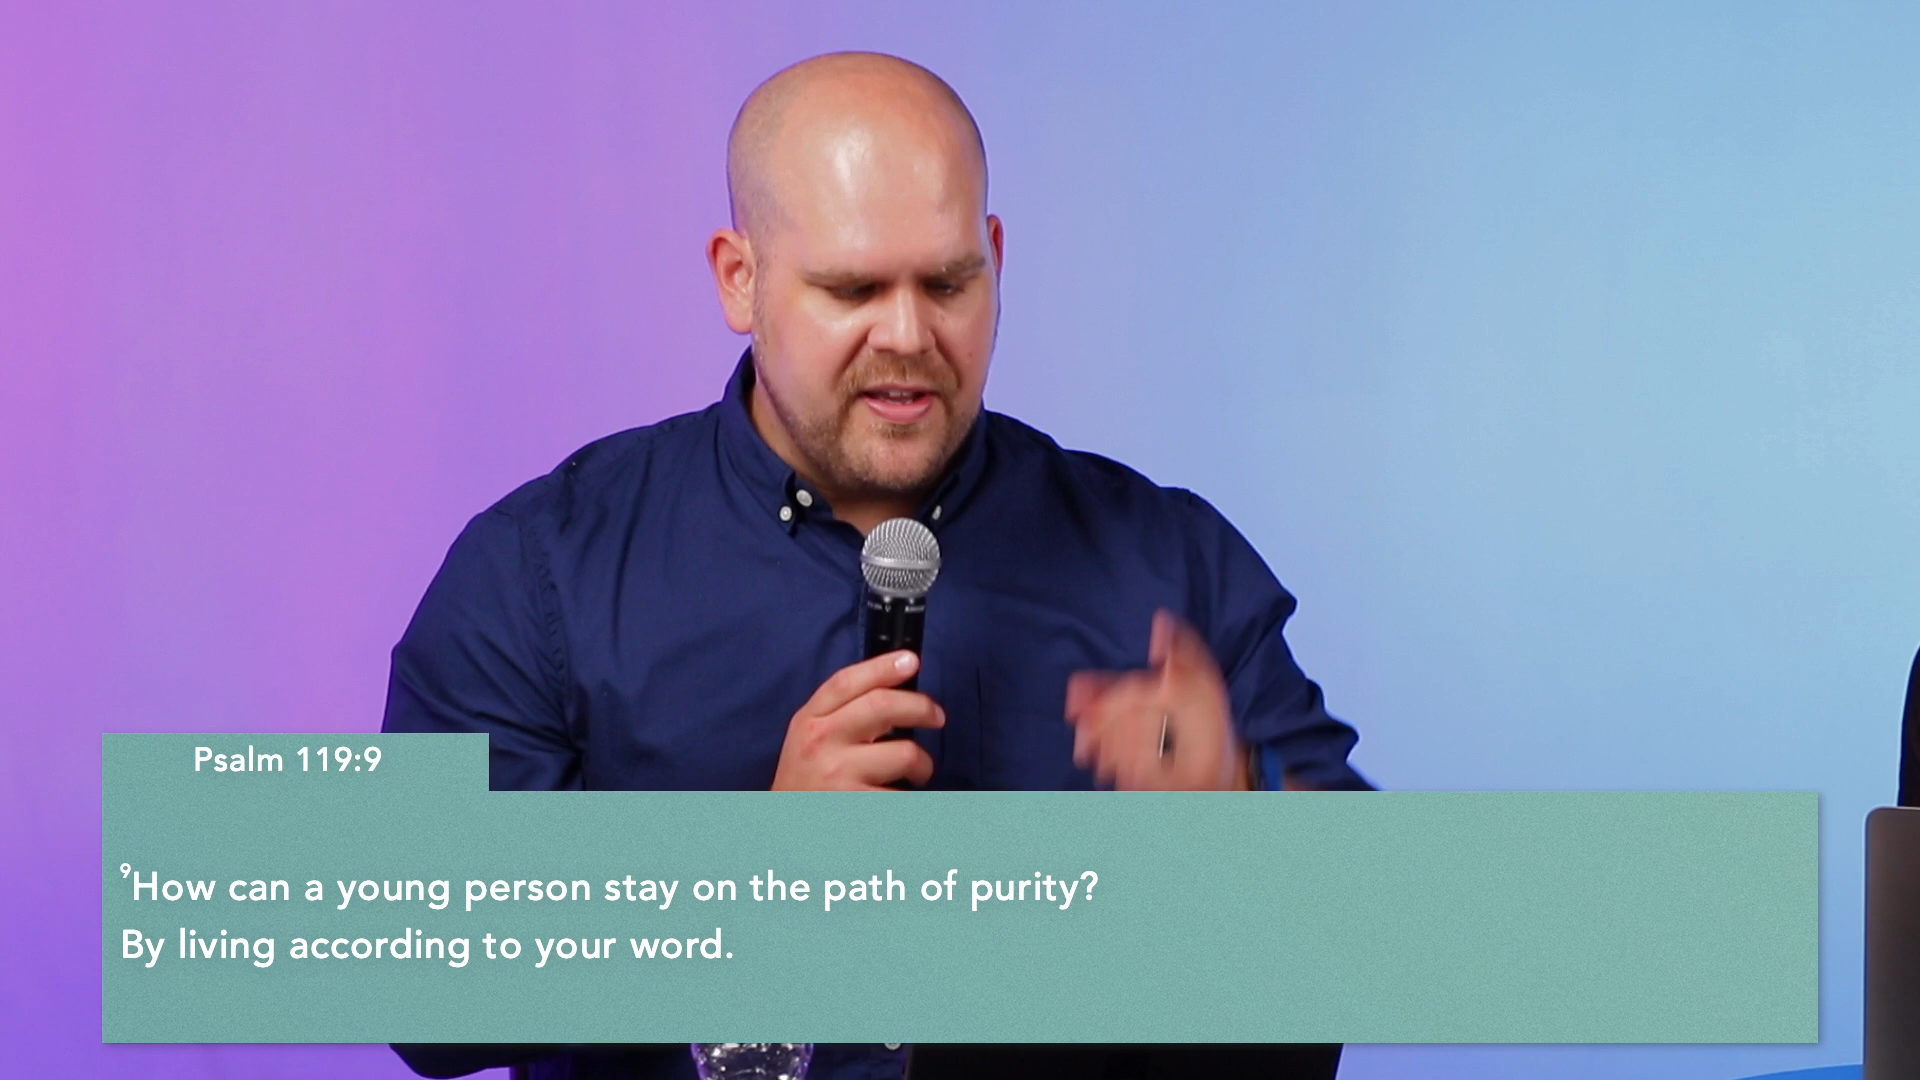 Psalm 119:9
⁹How can a young person stay on the path of purity?
By living according to your word.